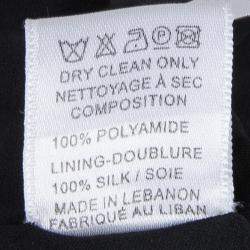 DRY CLEAN ONLY
NETTOYAGE À SEC
COMPOSITION
100% POLYAMIDE
LINING-DOUBLURE
100% SILK / SOIE
MADE IN LEBANON
FABRIQUÉ AU LIBAN